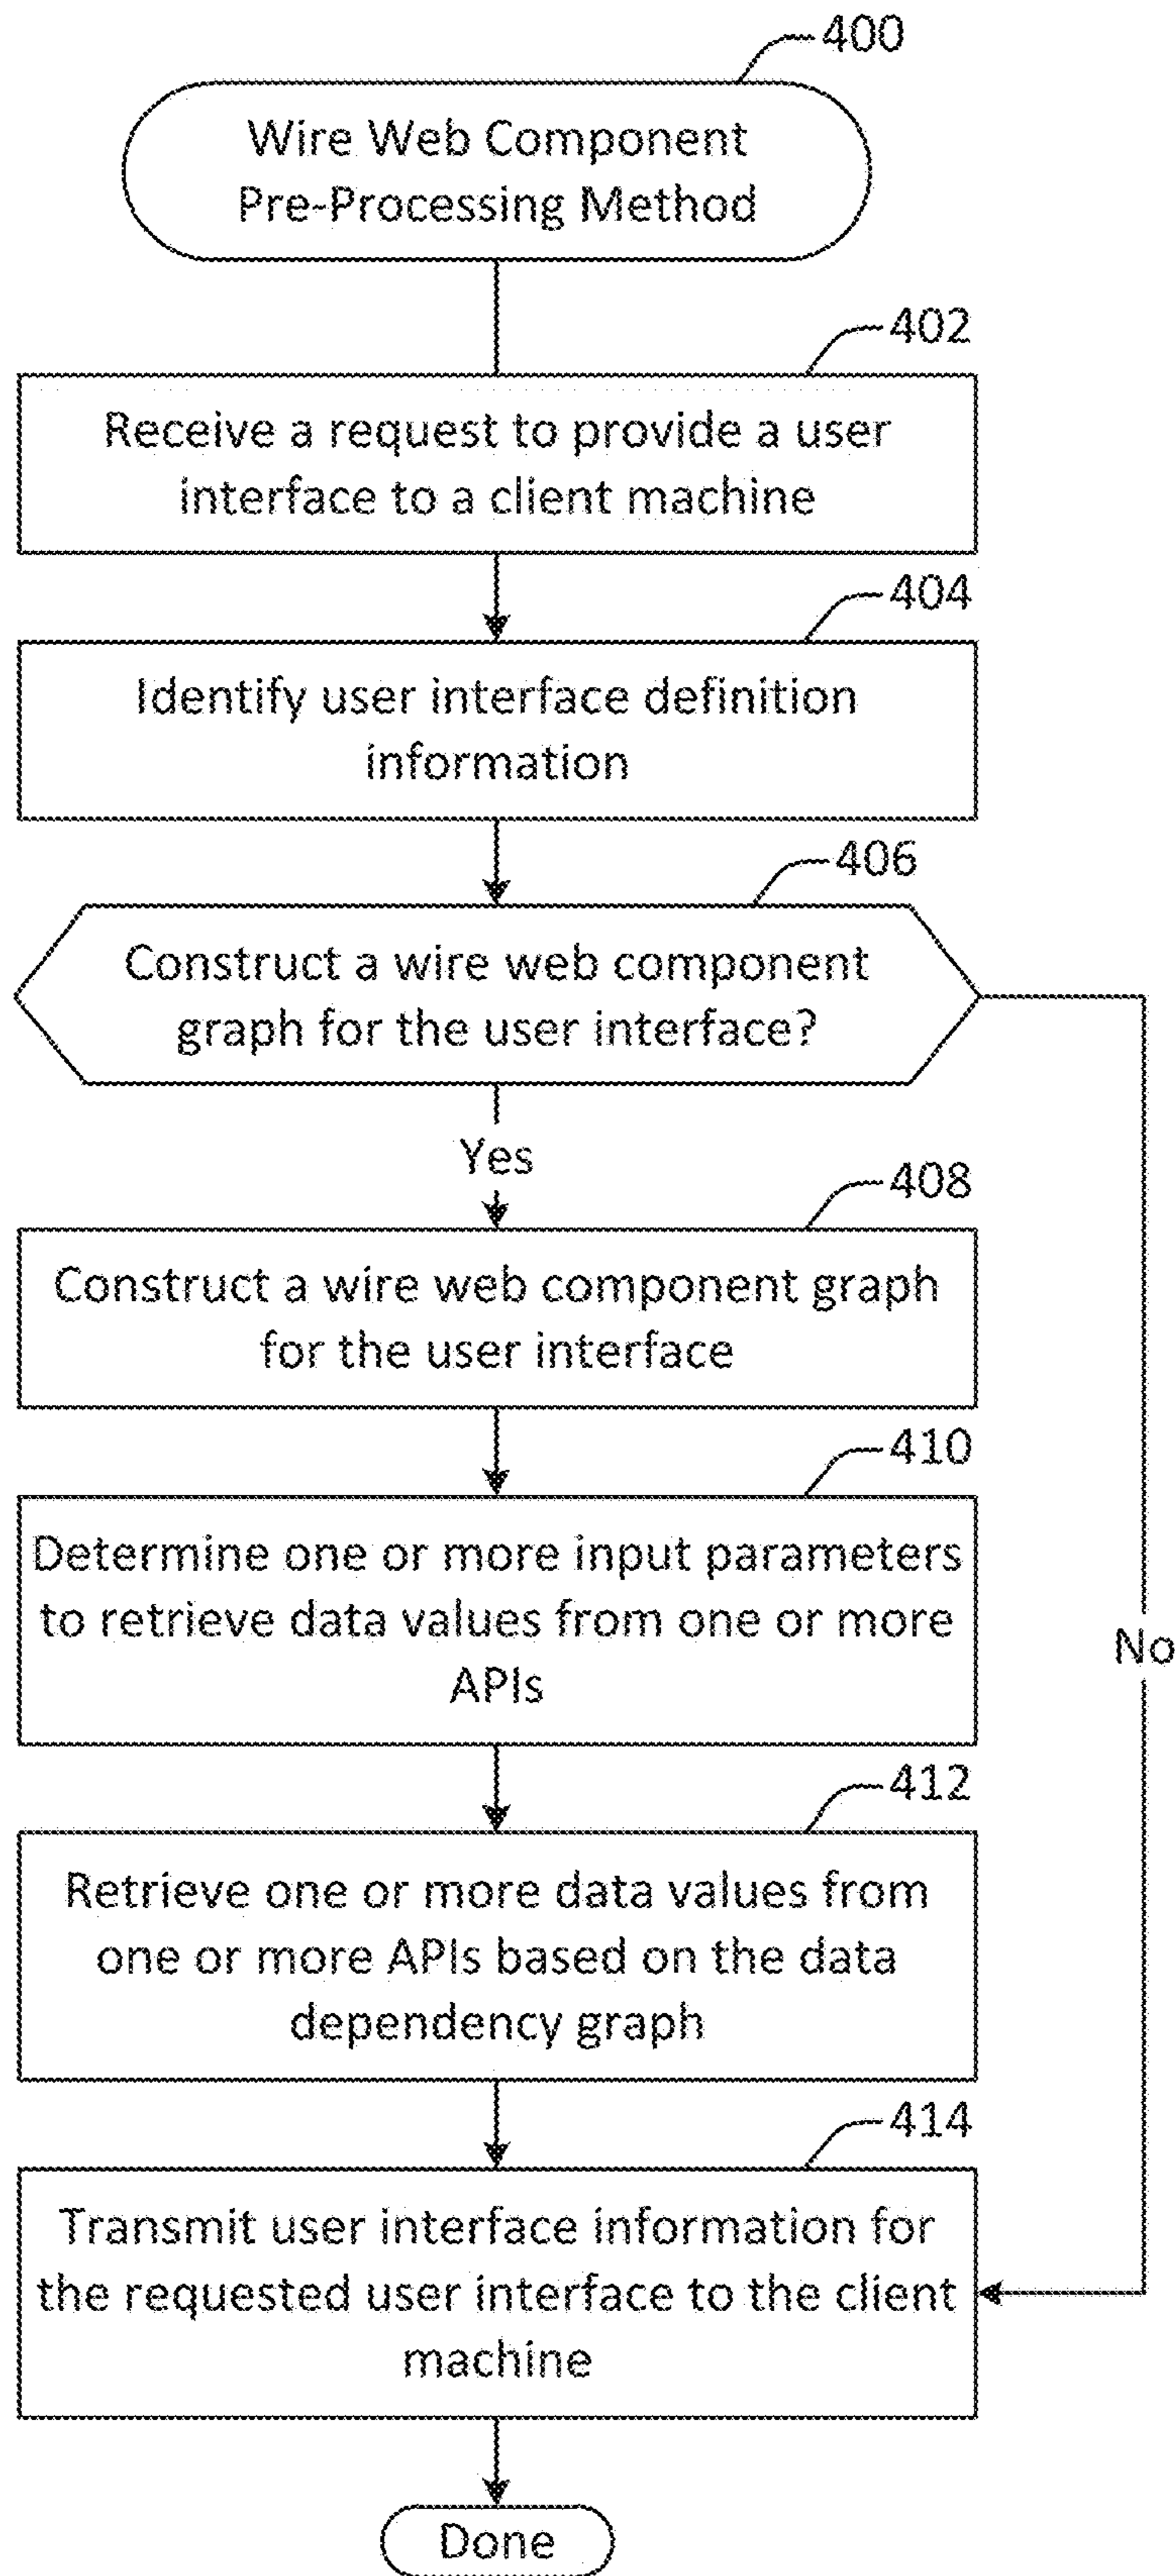 400
Wire Web Component
Pre-Processing Method
402
Receive a request to provide a user
interface to a client machine
404
Identify user interface definition
information
406
Construct a wire web component
graph for the user interface?
Yes
408
Construct a wire web component graph
for the user interface
410
Determine one or more input parameters
to retrieve data values from one or more
APIs
No
412
Retrieve one or more data values from
one or more APIs based on the data
dependency graph
414
Transmit user interface information for
the requested user interface to the client
machine
Done